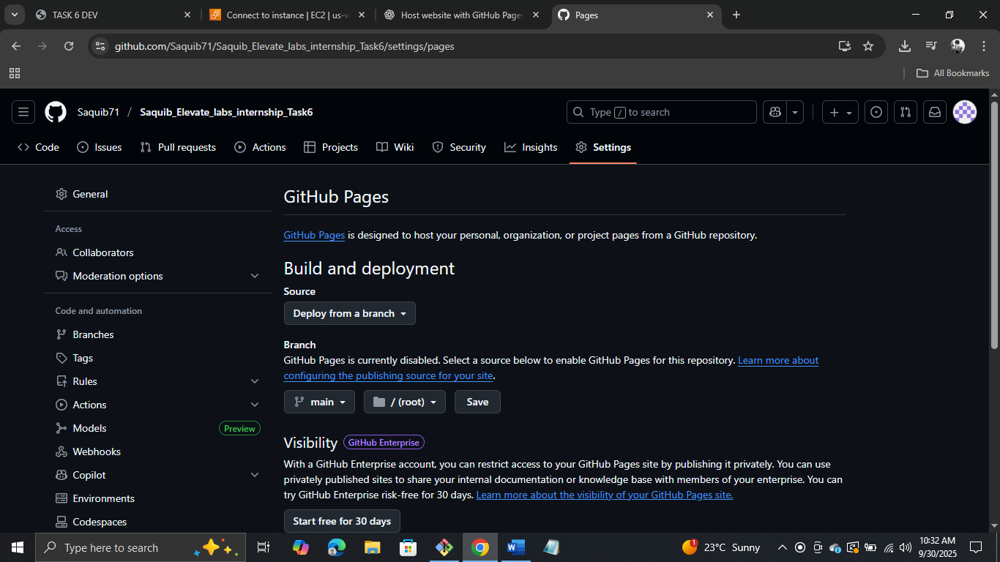 TASK 6 DEV
Connect to instance | EC2 | us-w
Host website with GitHub Page
Pages
github.com/Saquib71/Saquib_Elevate_labs_internship_Task6/settings/pages
All Bookmarks
Saquib71 / Saquib_Elevate_labs_internship_Task6
Type / to search
Code
Issues
Pull requests
Actions
Projects
Wiki
Security
Insights
Settings
General
Access
Collaborators
Moderation options
Code and automation
Branches
Tags
Rules
Actions
Models
Preview
Webhooks
Copilot
Environments
Codespaces
GitHub Pages
GitHub Pages is designed to host your personal, organization, or project pages from a GitHub repository.
Build and deployment
Source
Deploy from a branch
Branch
GitHub Pages is currently disabled. Select a source below to enable GitHub Pages for this repository. Learn more about
configuring the publishing source for your site.
main
/ (root)
Save
Visibility GitHub Enterprise
With a GitHub Enterprise account, you can restrict access to your GitHub Pages site by publishing it privately. You can use
privately published sites to share your internal documentation or knowledge base with members of your enterprise. You can
try GitHub Enterprise risk-free for 30 days. Learn more about the visibility of your GitHub Pages site.
Start free for 30 days
Type here to search
1
23°C Sunny
10:32 AM
9/30/2025